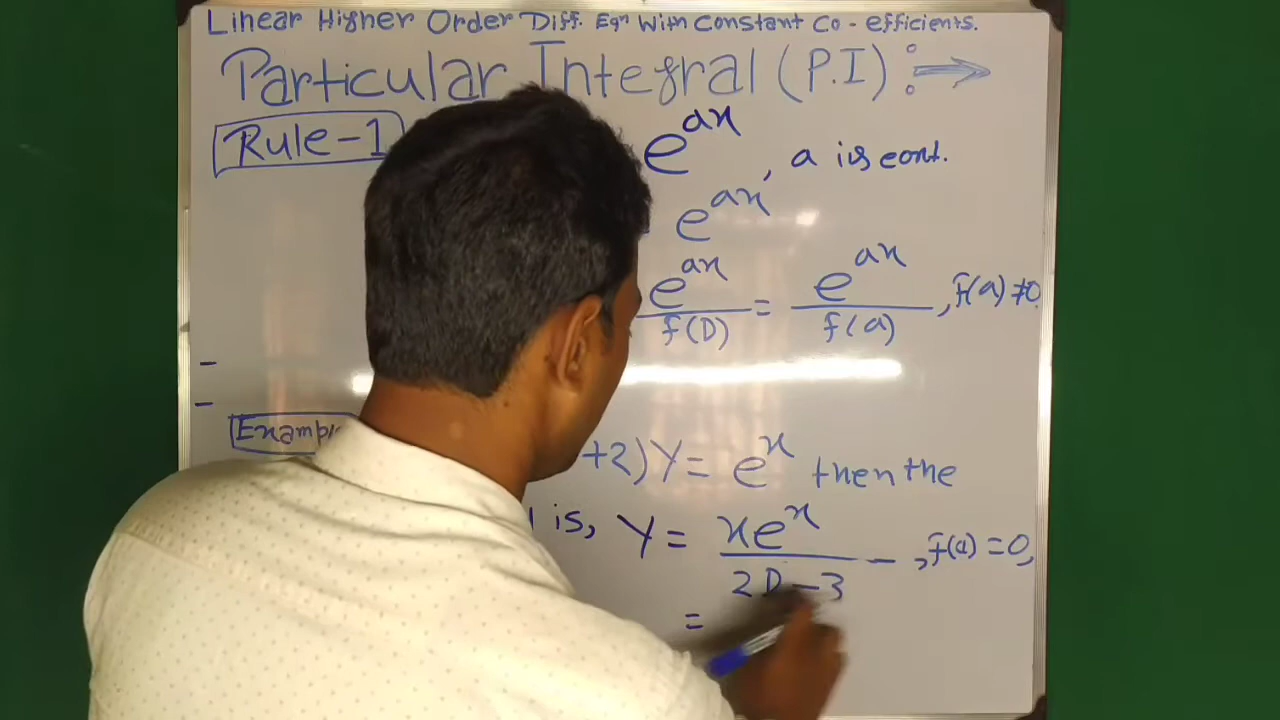 Linear Higher Order Diff. Eqn With Constant Co-efficients.
Particular Integral (P.I) : →
Rule-1 e^{ax}, a is cont.
e^{ax}
e^{ax}/f(D) = e^{ax}/f(a), f(a) ≠ 0
-
-
+2)Y = e^x then the
is, Y = xe^x/2D-3 -, f(a) = 0,
=